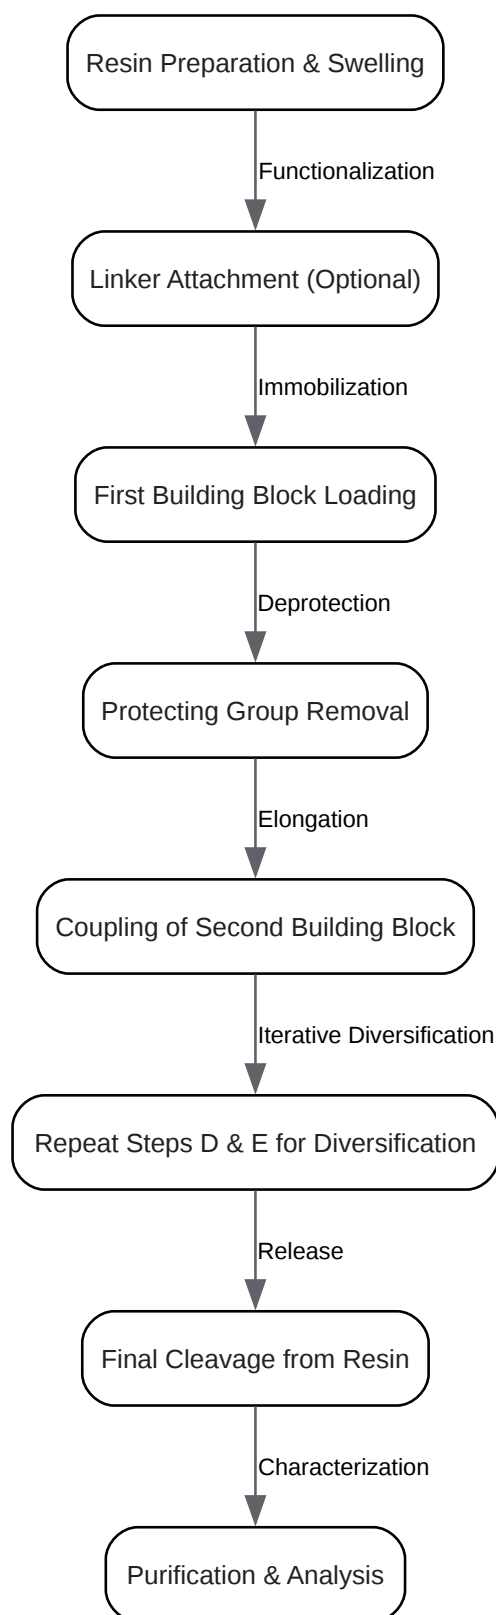 Resin Preparation & Swelling
Functionalization
Linker Attachment (Optional)
Immobilization
First Building Block Loading
Deprotection
Protecting Group Removal
Elongation
Coupling of Second Building Block
Iterative Diversification
Repeat Steps D & E for Diversification
Release
Final Cleavage from Resin
Characterization
Purification & Analysis